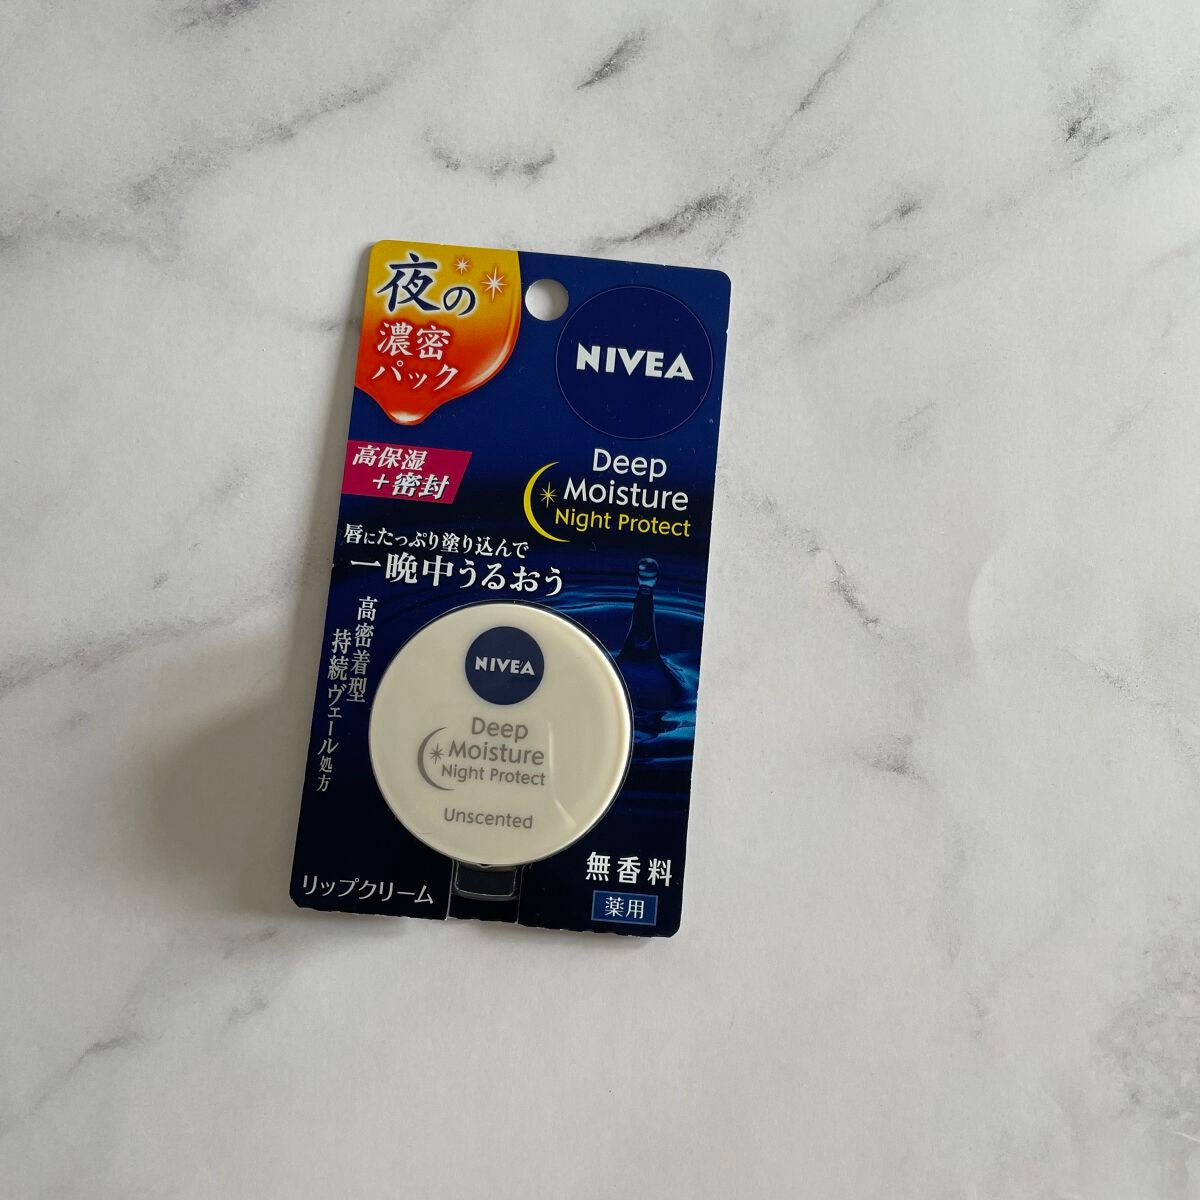 夜の
濃密
パック
NIVEA
高保湿
+密封
Deep
Moisture
Night Protect
唇にたっぷり塗り込んで
一晩中うるおう
高密着型
持続ヴェール処方
NIVEA
Deep
Moisture
Night Protect
Unscented
リップクリーム
無香料
薬用